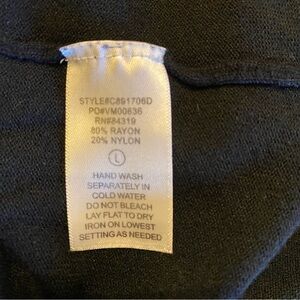 STYLE#C891706D
PO#VM00636
RN#84319
80% RAYON
20% NYLON
L
HAND WASH
SEPARATELY IN
COLD WATER
DO NOT BLEACH
LAY FLAT TO DRY
IRON ON LOWEST
SETTING AS NEEDED